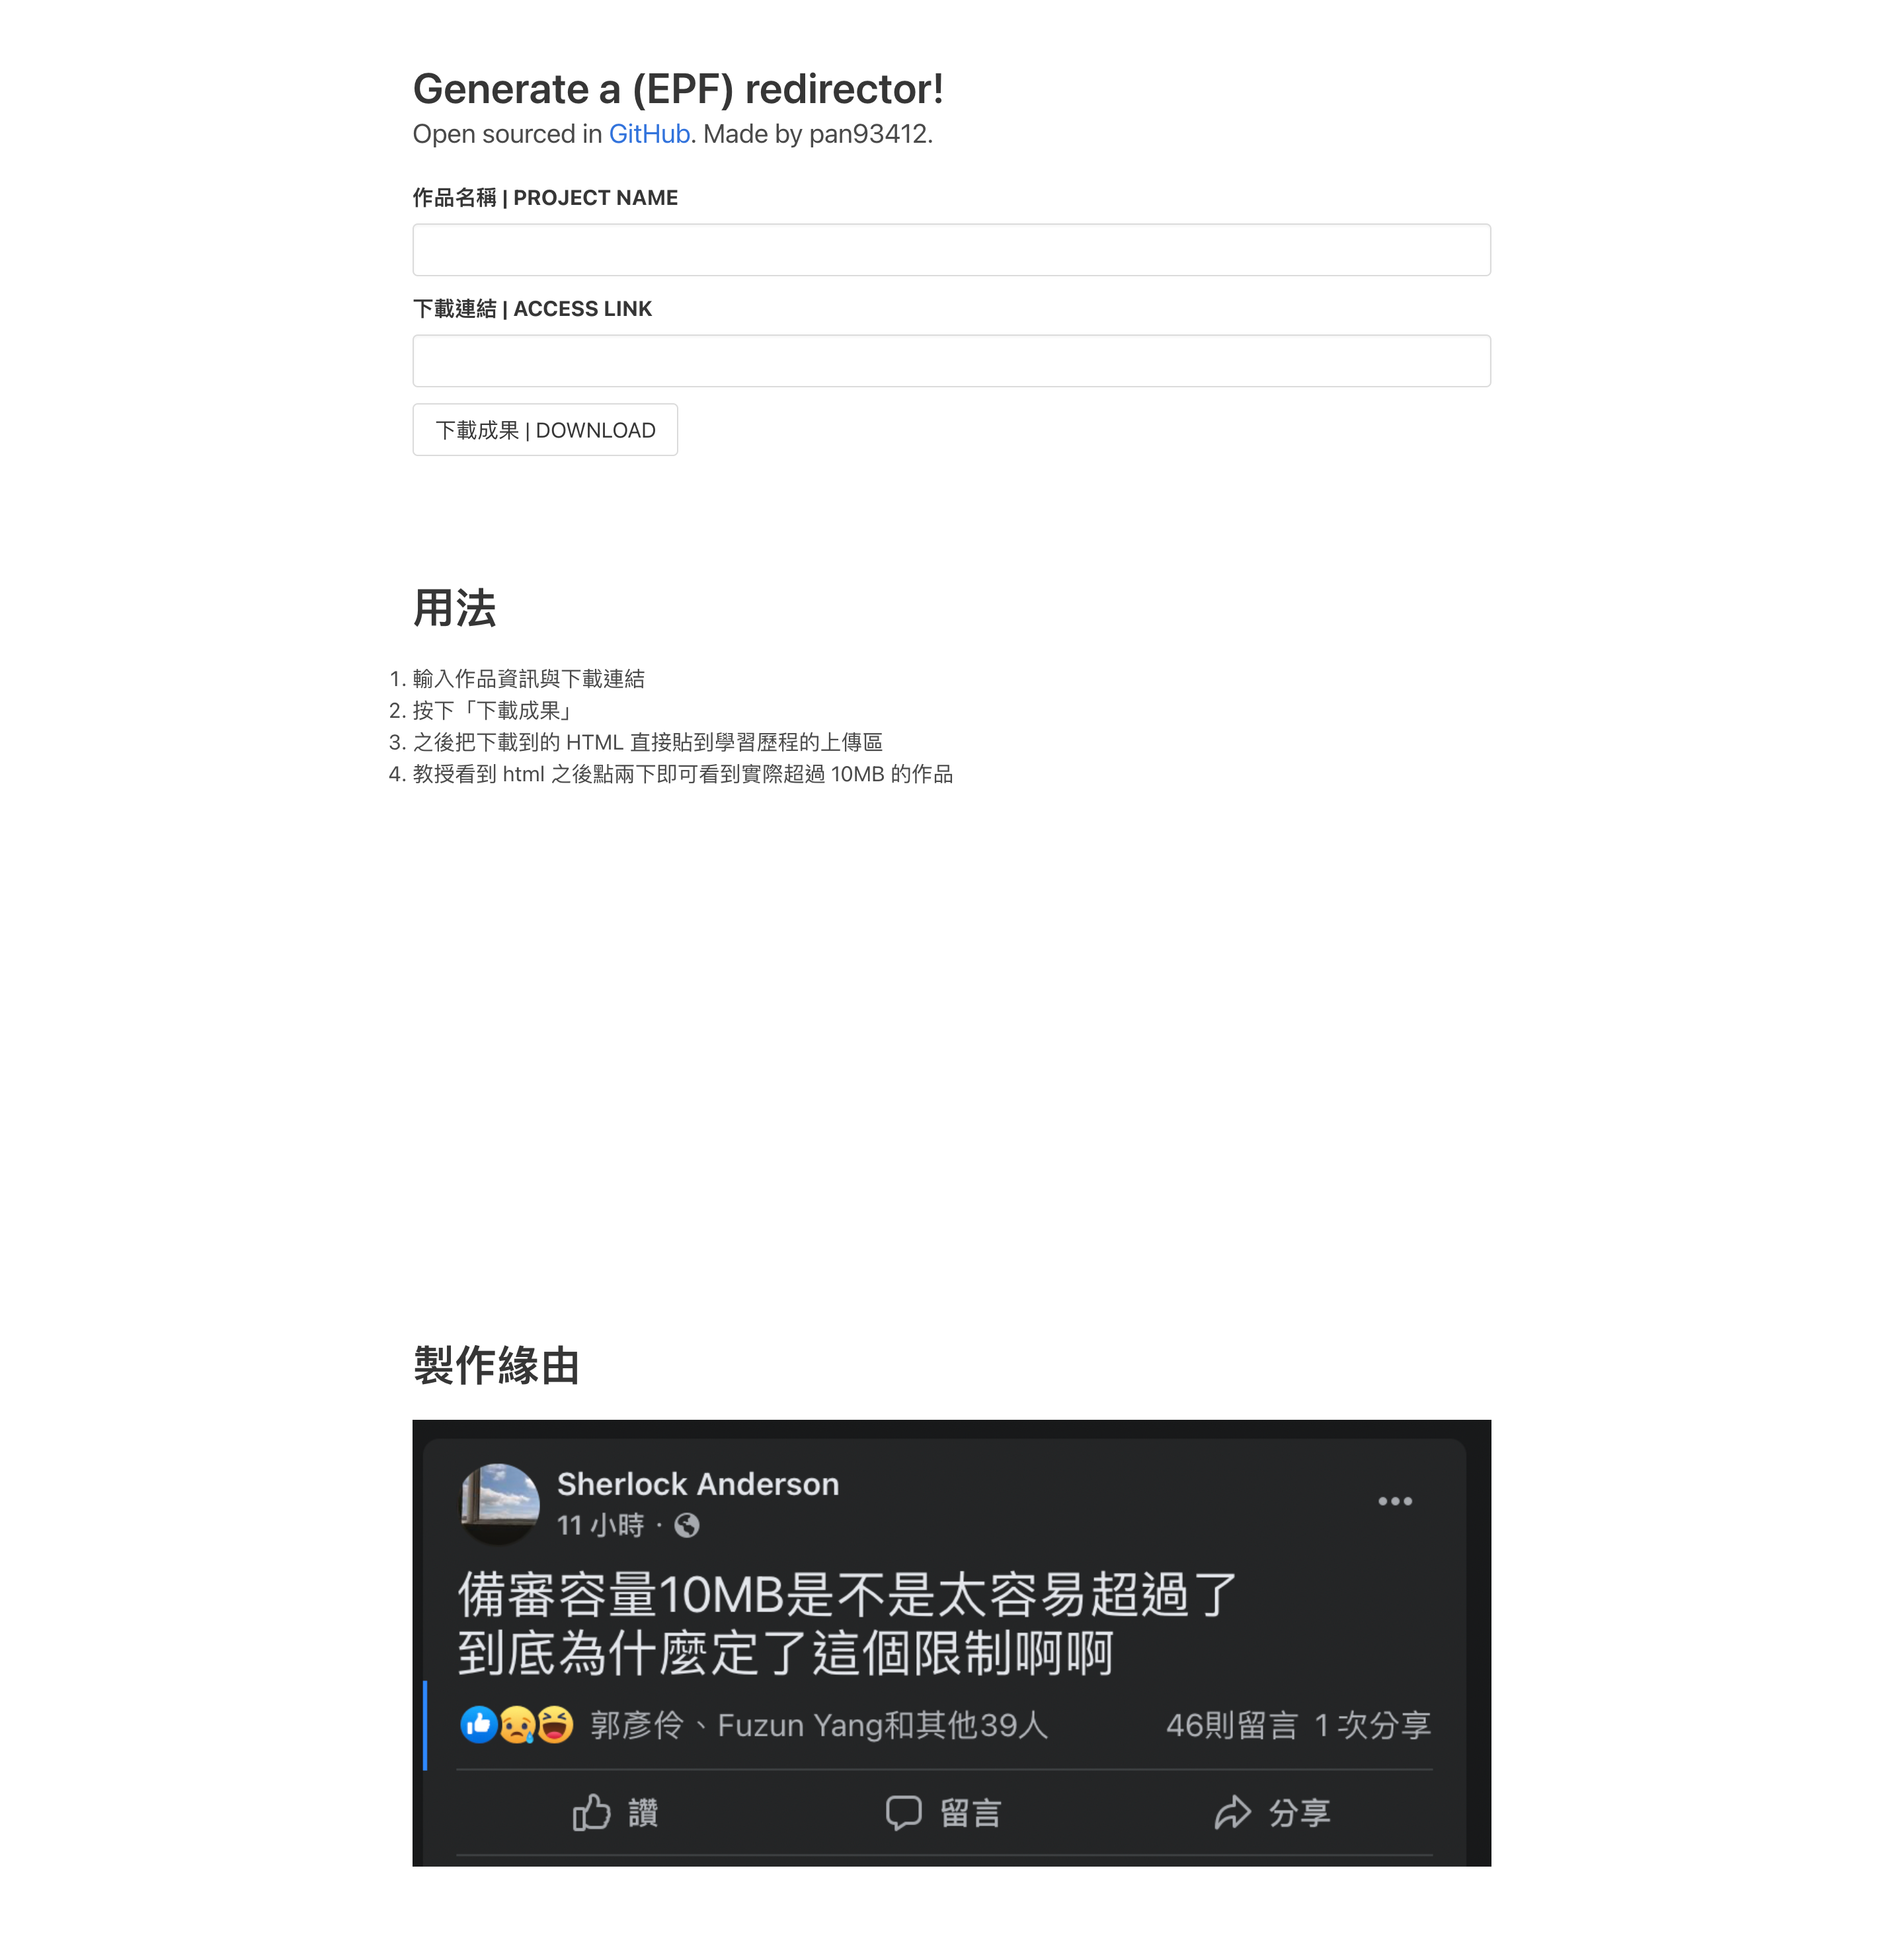 Generate a (EPF) redirector!
Open sourced in GitHub. Made by pan93412.
作品名稱 | PROJECT NAME
下載連結 | ACCESS LINK
下載成果 | DOWNLOAD
用法
1. 輸入作品資訊與下載連結
2. 按下「下載成果」
3. 之後把下載到的 HTML 直接貼到學習歷程的上傳區
4. 教授看到 html 之後點兩下即可看到實際超過 10MB 的作品
製作緣由
Sherlock Anderson
11 小時 ·
備審容量10MB是不是太容易超過了
到底為什麼定了這個限制啊啊
郭彥伶、Fuzun Yang和其他39人 46則留言 1 次分享
讚 留言 分享